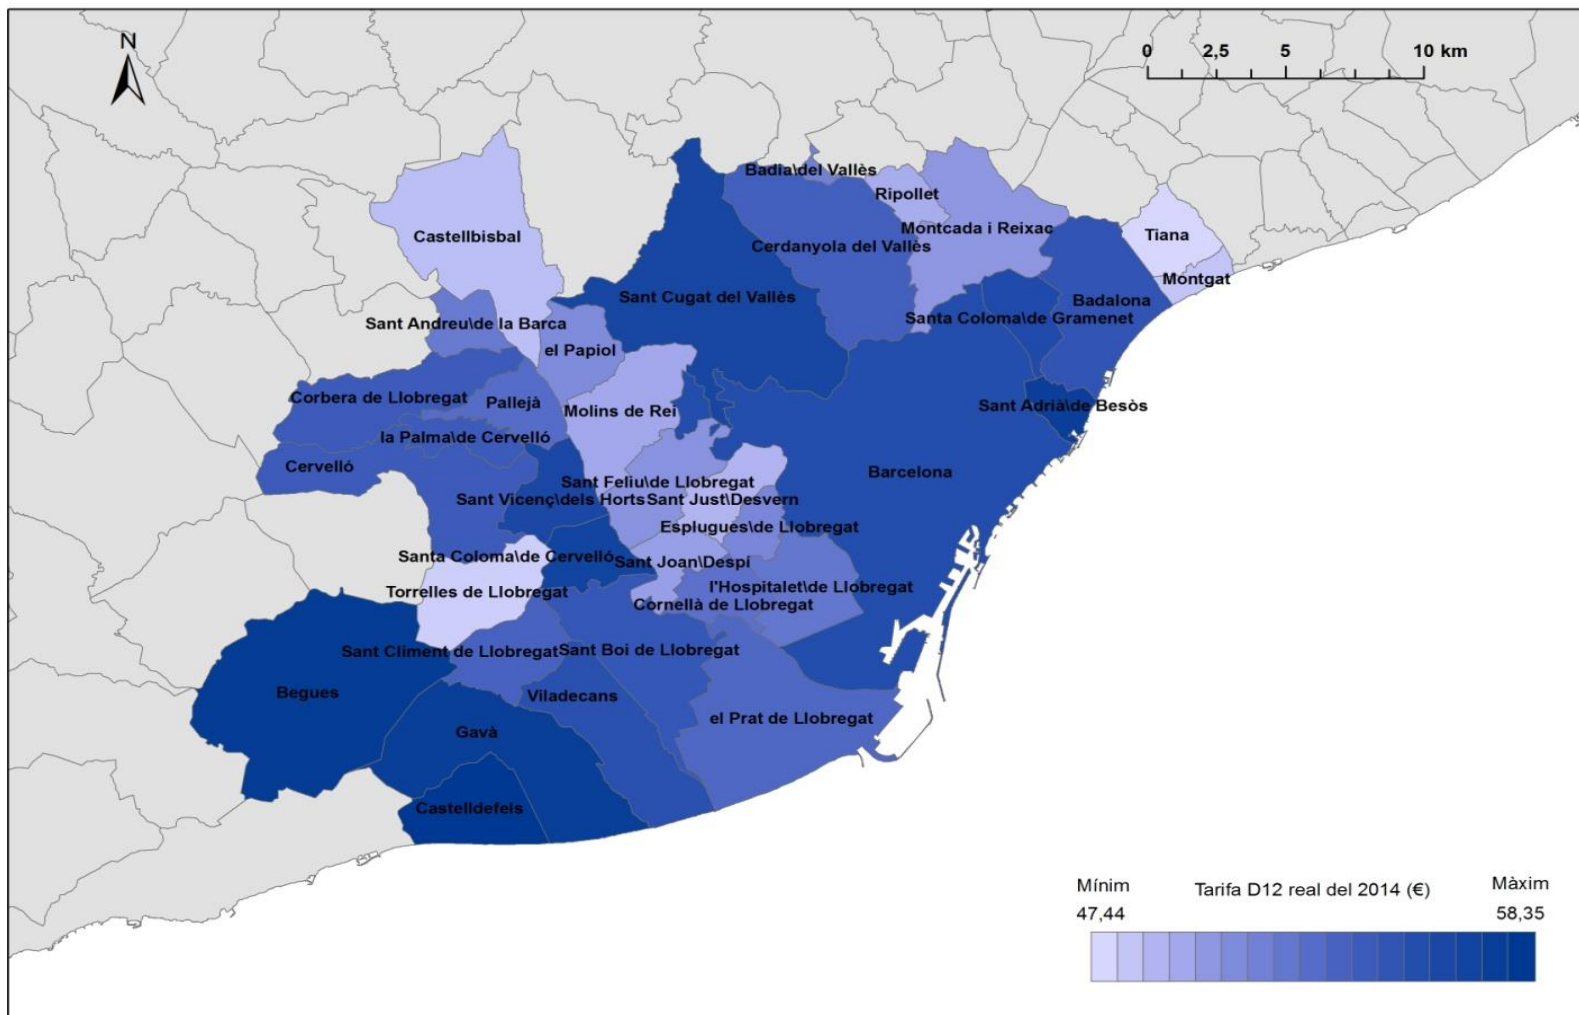 N
0 2,5 5 10 km
Badia\del Vallès
Ripollet
Montcada i Reixac
Tiana
Castellbisbal
Cerdanyola del Vallès
Montgat
Sant Cugat del Vallès
Badalona
Santa Coloma\de Gramenet
Sant Andreu\de la Barca
el Papiol
Corbera de Llobregat
Pallejà
Molins de Rei
Sant Adrià\de Besòs
la Palma\de Cervelló
Cervelló
Barcelona
Sant Feliu\de Llobregat
Sant Vicenç\dels Horts
Sant Just\Desvern
Esplugues\de Llobregat
Santa Coloma\de Cervelló
Sant Joan\Despí
Torrelles de Llobregat
l'Hospitalet\de Llobregat
Cornellà de Llobregat
Sant Climent de Llobregat
Sant Boi de Llobregat
Begues
Viladecans
el Prat de Llobregat
Gavà
Castelldefels
Mínim Tarifa D12 real del 2014 (€) Màxim
47,44 58,35